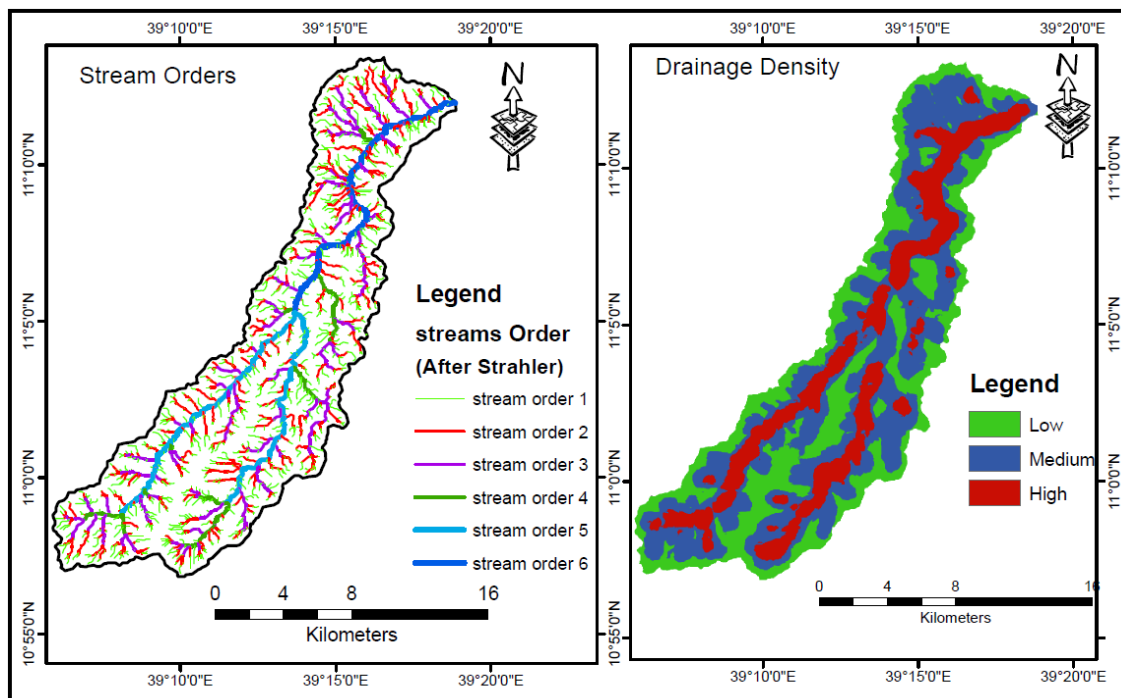 39°10'0"E 39°15'0"E 39°20'0"E
Stream Orders
N
11°10'0"N
11°5'0"N
11°0'0"N
10°55'0"N
Legend
streams Order
(After Strahler)
stream order 1
stream order 2
stream order 3
stream order 4
stream order 5
stream order 6
0 4 8 16
Kilometers
39°10'0"E 39°15'0"E 39°20'0"E
39°10'0"E 39°15'0"E 39°20'0"E
Drainage Density
N
11°10'0"N
11°5'0"N
11°0'0"N
10°55'0"N
Legend
Low
Medium
High
0 4 8 16
Kilometers
39°10'0"E 39°15'0"E 39°20'0"E